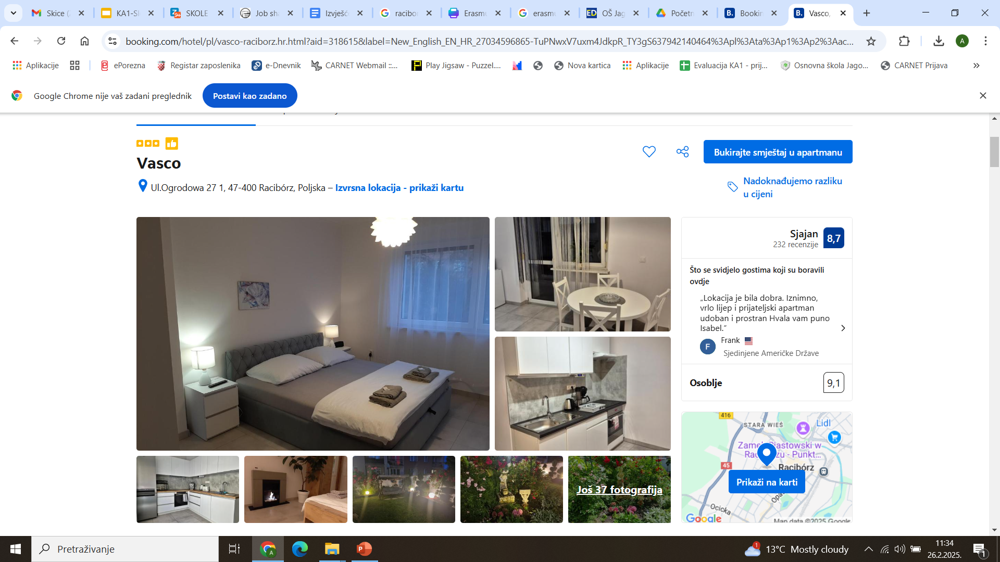 Skice (
KA1-Sl
SKOLE
Job sha
Izvješće
racibor
Erasmu
erasmu
OŠ Jag
Početn
Bookin
Vasco,
booking.com/hotel/pl/vasco-raciborz.hr.html?aid=318615&label=New_English_EN_HR_27034596865-TuPNwxV7uxm4JdkpR_TY3gS637942140464%3Apl%3Ata%3Ap1%3Ap2%3Aac...
A
Aplikacije
ePorezna
Registar zaposlenika
e-Dnevnik
CARNET Webmail ::...
Play Jigsaw - Puzzel....
Nova kartica
Aplikacije
Evaluacija KA1 - prij...
Osnovna škola Jago...
CARNET Prijava
Google Chrome nije vaš zadani preglednik
Postavi kao zadano
Vasco
Bukirajte smještaj u apartmanu
Ul.Ogrodowa 27 1, 47-400 Racibórz, Poljska – Izvrsna lokacija - prikaži kartu
Nadoknađujemo razliku
u cijeni
Sjajan
8,7
232 recenzije
Što se svidjelo gostima koji su boravili
ovdje
„Lokacija je bila dobra. Iznimno,
vrlo lijep i prijateljski apartman
udoban i prostran Hvala vam puno
Isabel.”
F
Frank
Sjedinjene Američke Države
Osoblje
9,1
Još 37 fotografija
416
STARA WIEŚ
Lidl
Zamek Piastowski w
Punkt...
45
Racibórz
Prikaži na karti
Ocicka
Google
Map data ©2025 Google
Pretraživanje
1
13°C Mostly cloudy
11:34
26.2.2025.
1